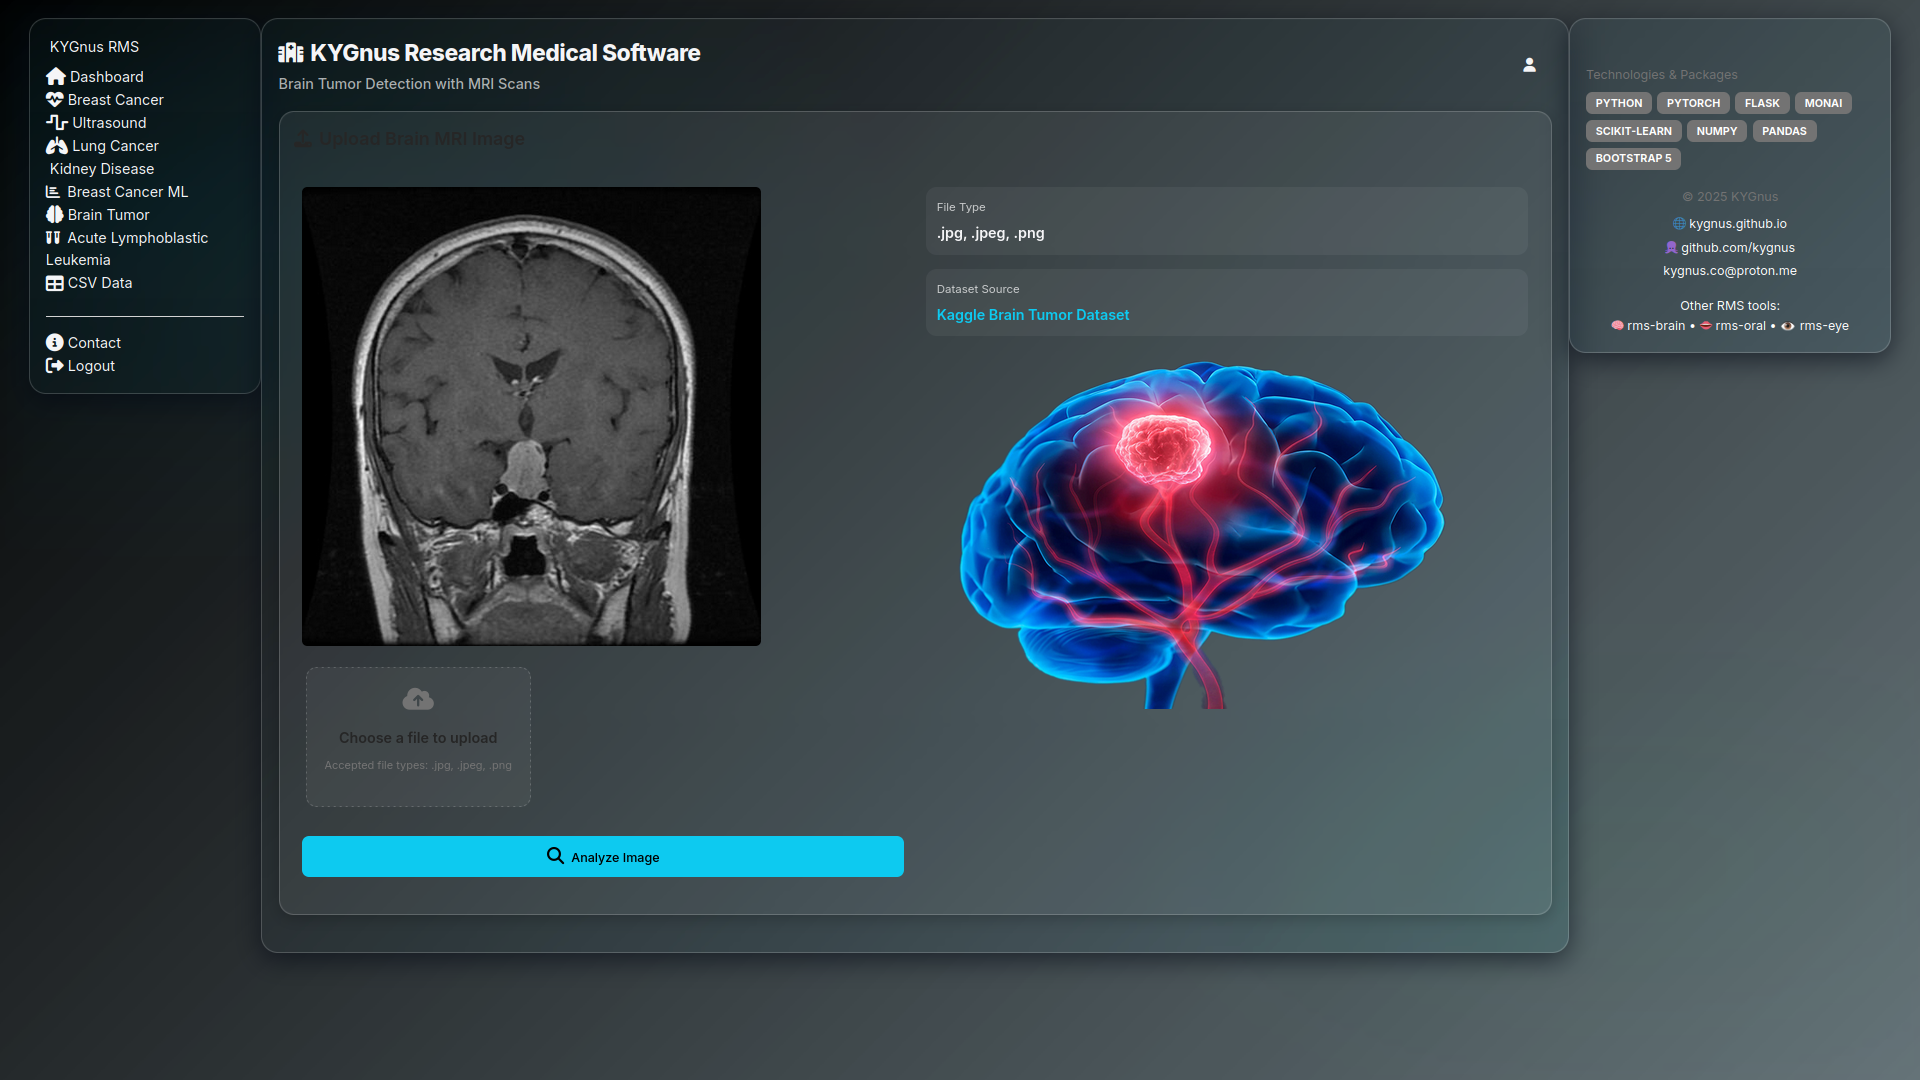 KYGnus RMS
Dashboard
Breast Cancer
Ultrasound
Lung Cancer
Kidney Disease
Breast Cancer ML
Brain Tumor
Acute Lymphoblastic
Leukemia
CSV Data
Contact
Logout
KYGnus Research Medical Software
Brain Tumor Detection with MRI Scans
Upload Brain MRI Image
File Type
.jpg, .jpeg, .png
Dataset Source
Kaggle Brain Tumor Dataset
Choose a file to upload
Accepted file types: .jpg, .jpeg, .png
Analyze Image
Technologies & Packages
PYTHON PYTORCH FLASK MONAI
SCIKIT-LEARN NUMPY PANDAS
BOOTSTRAP 5
© 2025 KYGnus
kygnus.github.io
github.com/kygnus
kygnus.co@proton.me
Other RMS tools:
rms-brain • rms-oral • rms-eye